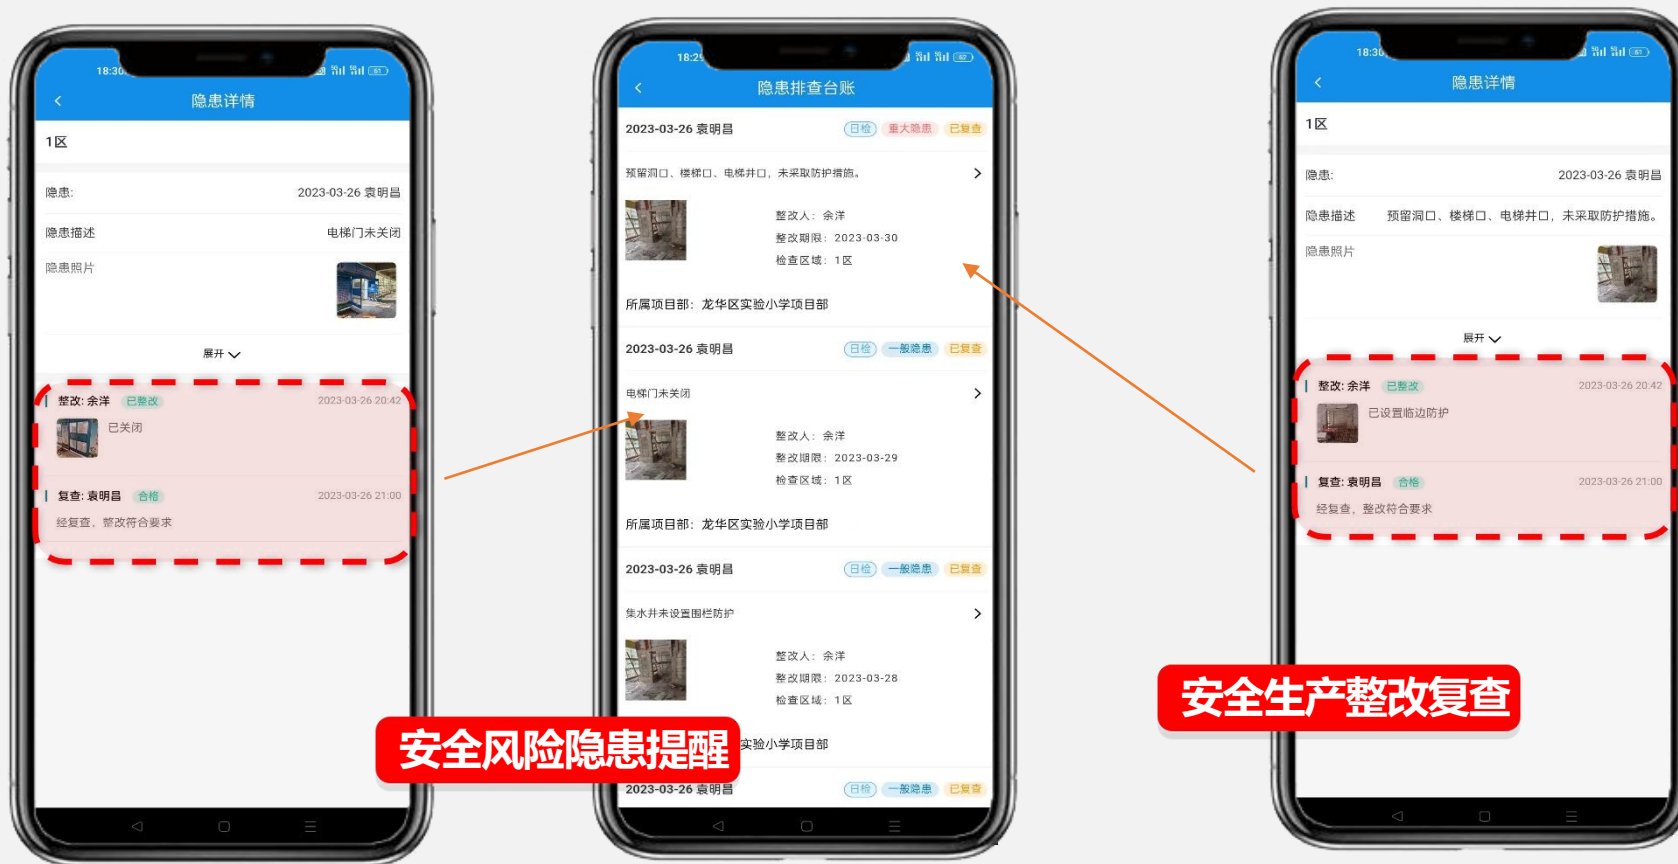 18:30
隐患详情
1区
隐患:
2023-03-26 袁明昌
隐患描述
电梯门未关闭
隐患照片
展开
整改: 余洋
已整改
2023-03-26 20:42
已关闭
复查: 袁明昌
合格
2023-03-26 21:00
经复查，整改符合要求
18:29
隐患排查台账
2023-03-26 袁明昌
日检
重大隐患
已复查
预留洞口、楼梯口、电梯井口，未采取防护措施。
整改人：余洋
整改期限：2023-03-30
检查区域：1区
所属项目部：龙华区实验小学项目部
2023-03-26 袁明昌
日检
一般隐患
已复查
电梯门未关闭
整改人：余洋
整改期限：2023-03-29
检查区域：1区
所属项目部：龙华区实验小学项目部
2023-03-26 袁明昌
日检
一般隐患
已复查
集水井未设置围栏防护
整改人：余洋
整改期限：2023-03-28
检查区域：1区
实验小学项目部
2023-03-26 袁明昌
日检
一般隐患
已复查
安全风险隐患提醒
18:30
隐患详情
1区
隐患:
2023-03-26 袁明昌
隐患描述
预留洞口、楼梯口、电梯井口，未采取防护措施。
隐患照片
展开
整改: 余洋
已整改
2023-03-26 20:42
已设置临边防护
复查: 袁明昌
合格
2023-03-26 21:00
经复查，整改符合要求
安全生产整改复查